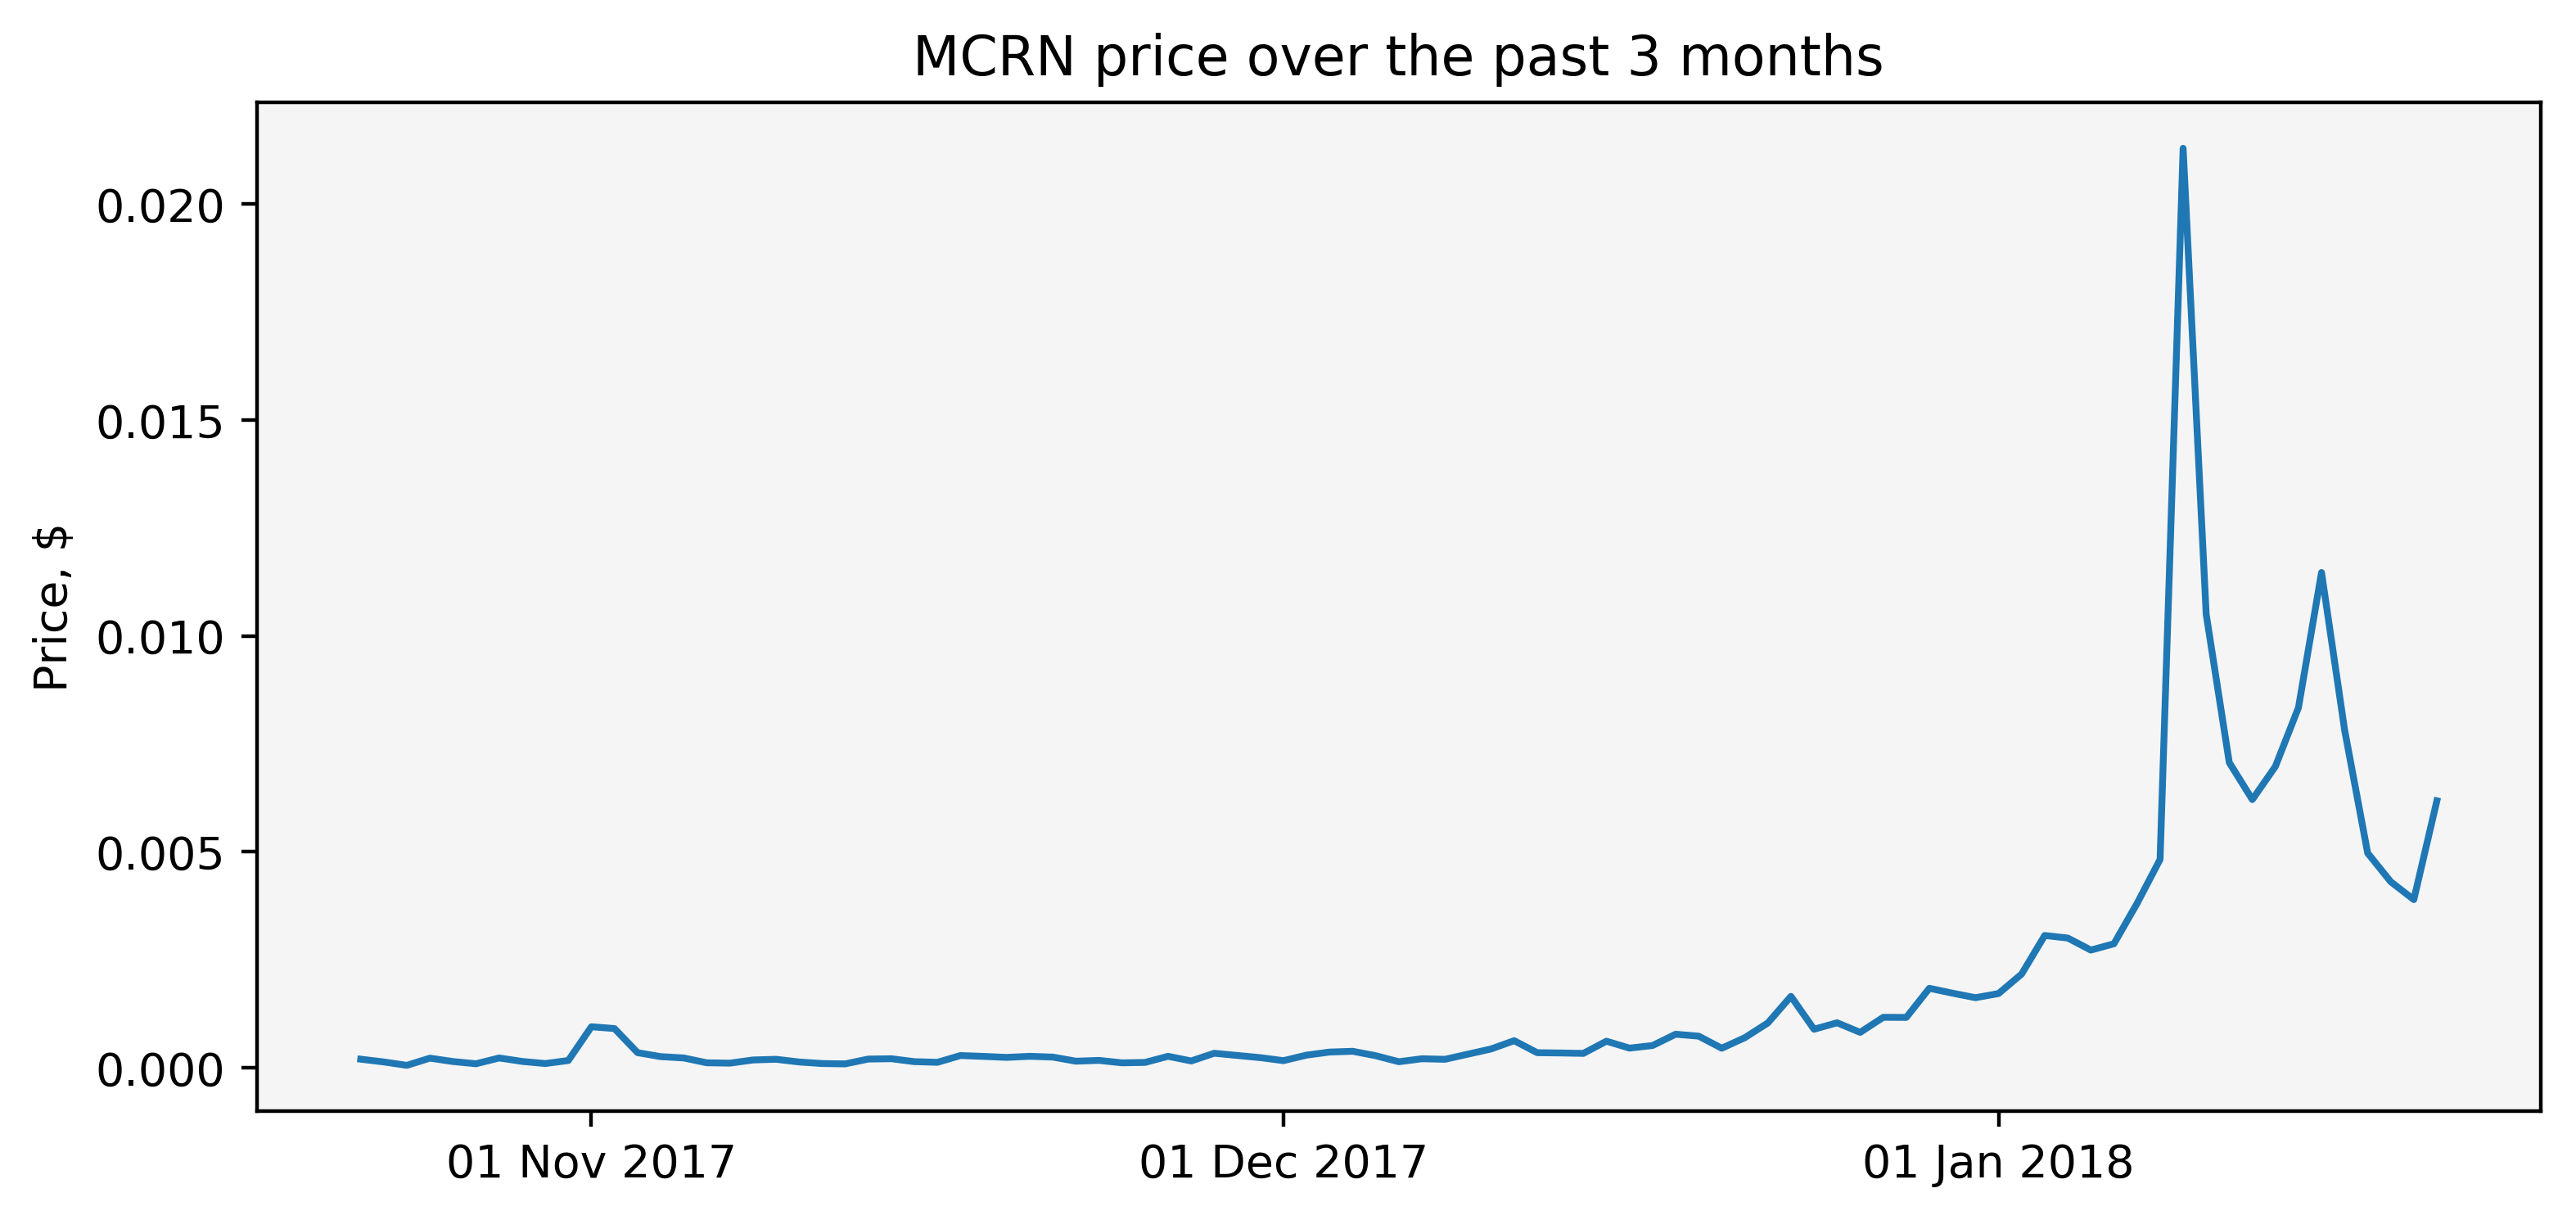 MCRN price over the past 3 months
Price, $
0.020
0.015
0.010
0.005
0.000
01 Nov 2017
01 Dec 2017
01 Jan 2018